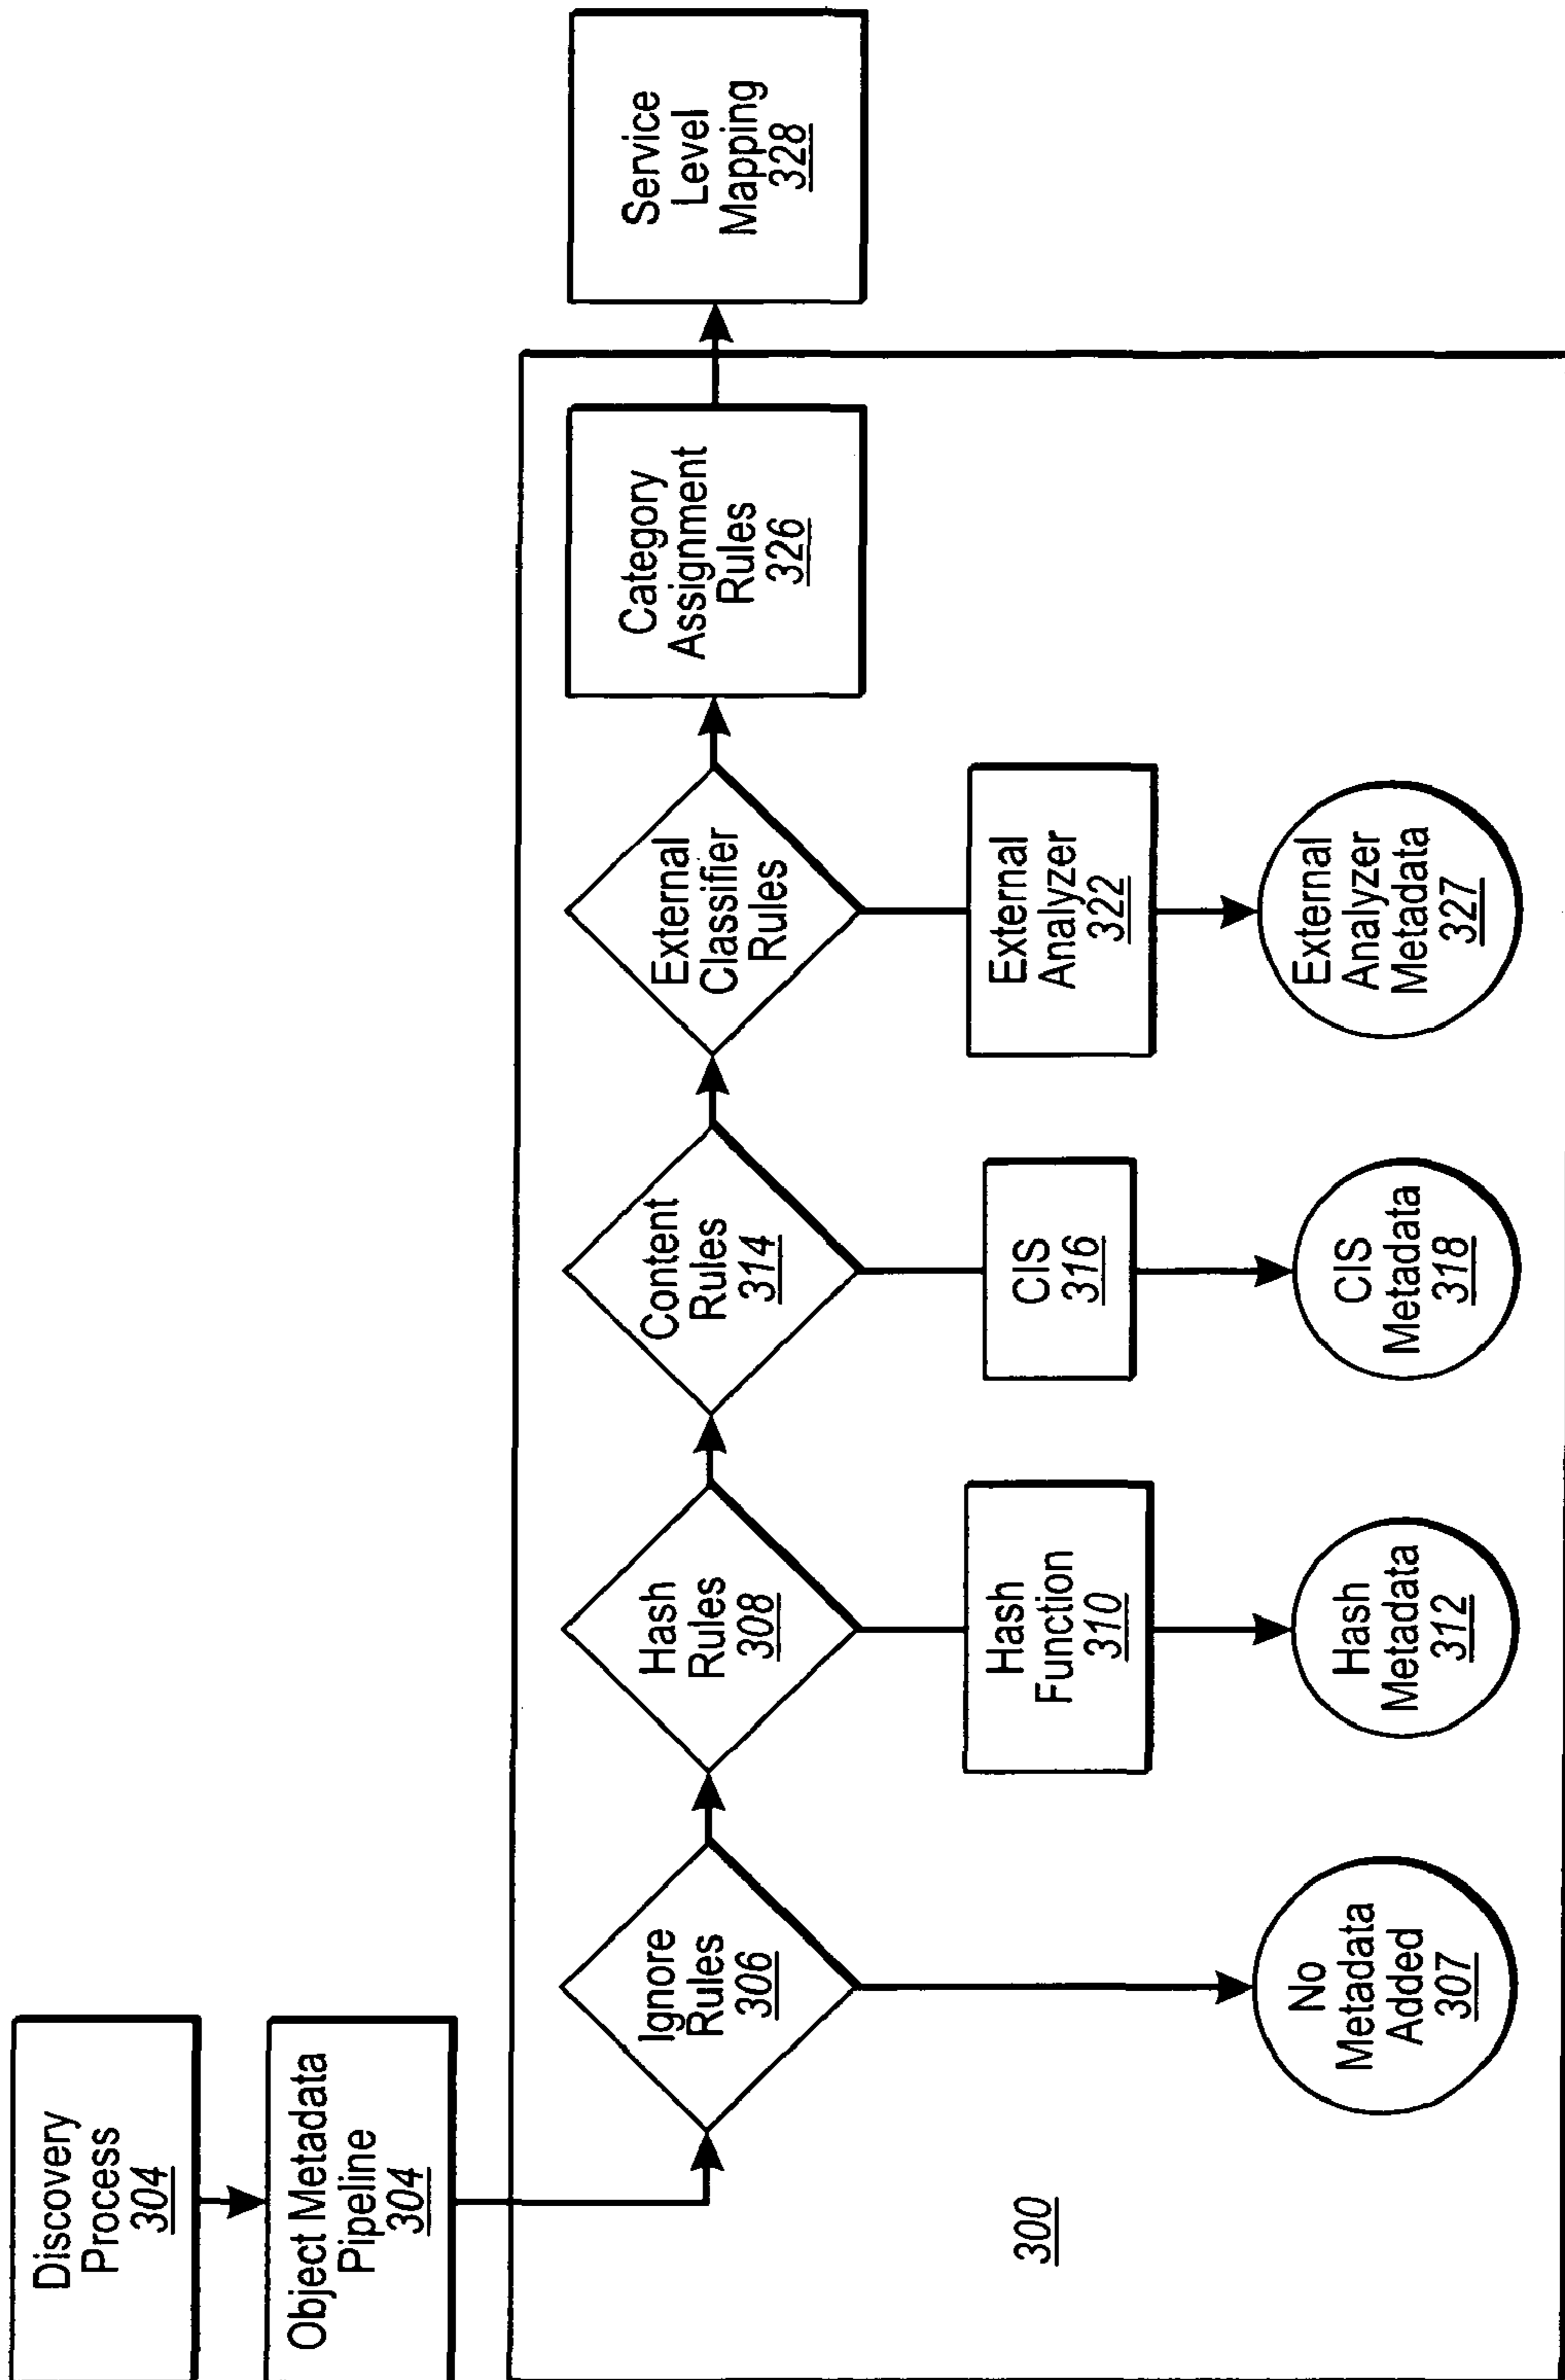 Discovery
Process
304
Object Metadata
Pipeline
304
300
Ignore
Rules
306
No
Metadata
Added
307
Hash
Rules
308
Hash
Function
310
Hash
Metadata
312
Content
Rules
314
CIS
316
CIS
Metadata
318
External
Classifier
Rules
External
Analyzer
322
External
Analyzer
Metadata
327
Category
Assignment
Rules
326
Service
Level
Mapping
328